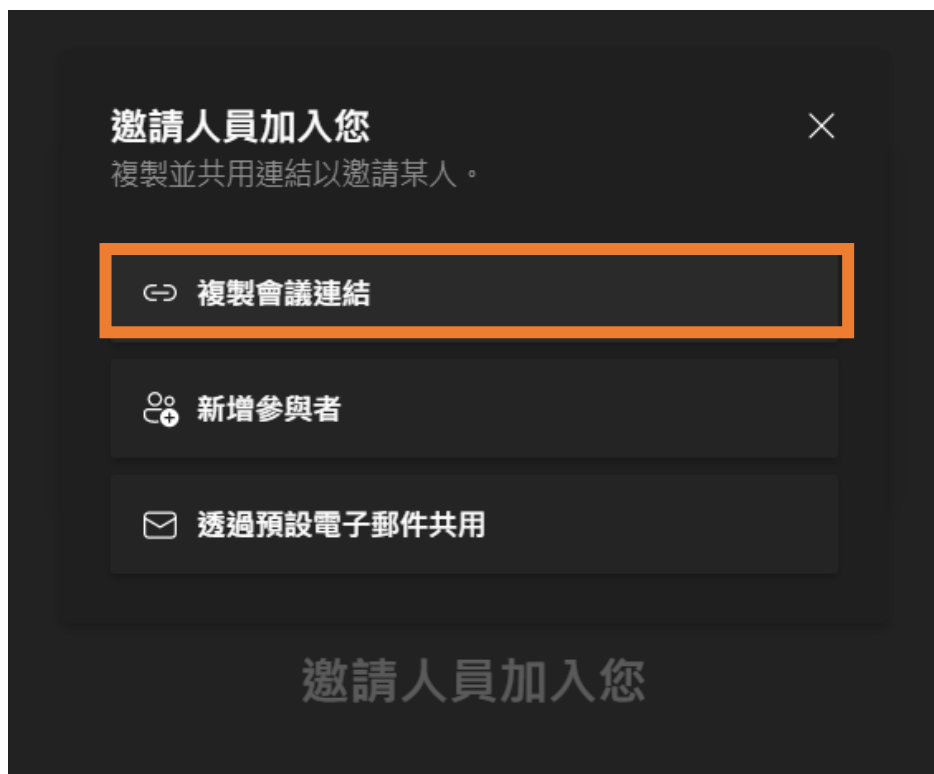 邀請人員加入您
複製並共用連結以邀請某人。
複製會議連結
新增參與者
透過預設電子郵件共用
邀請人員加入您